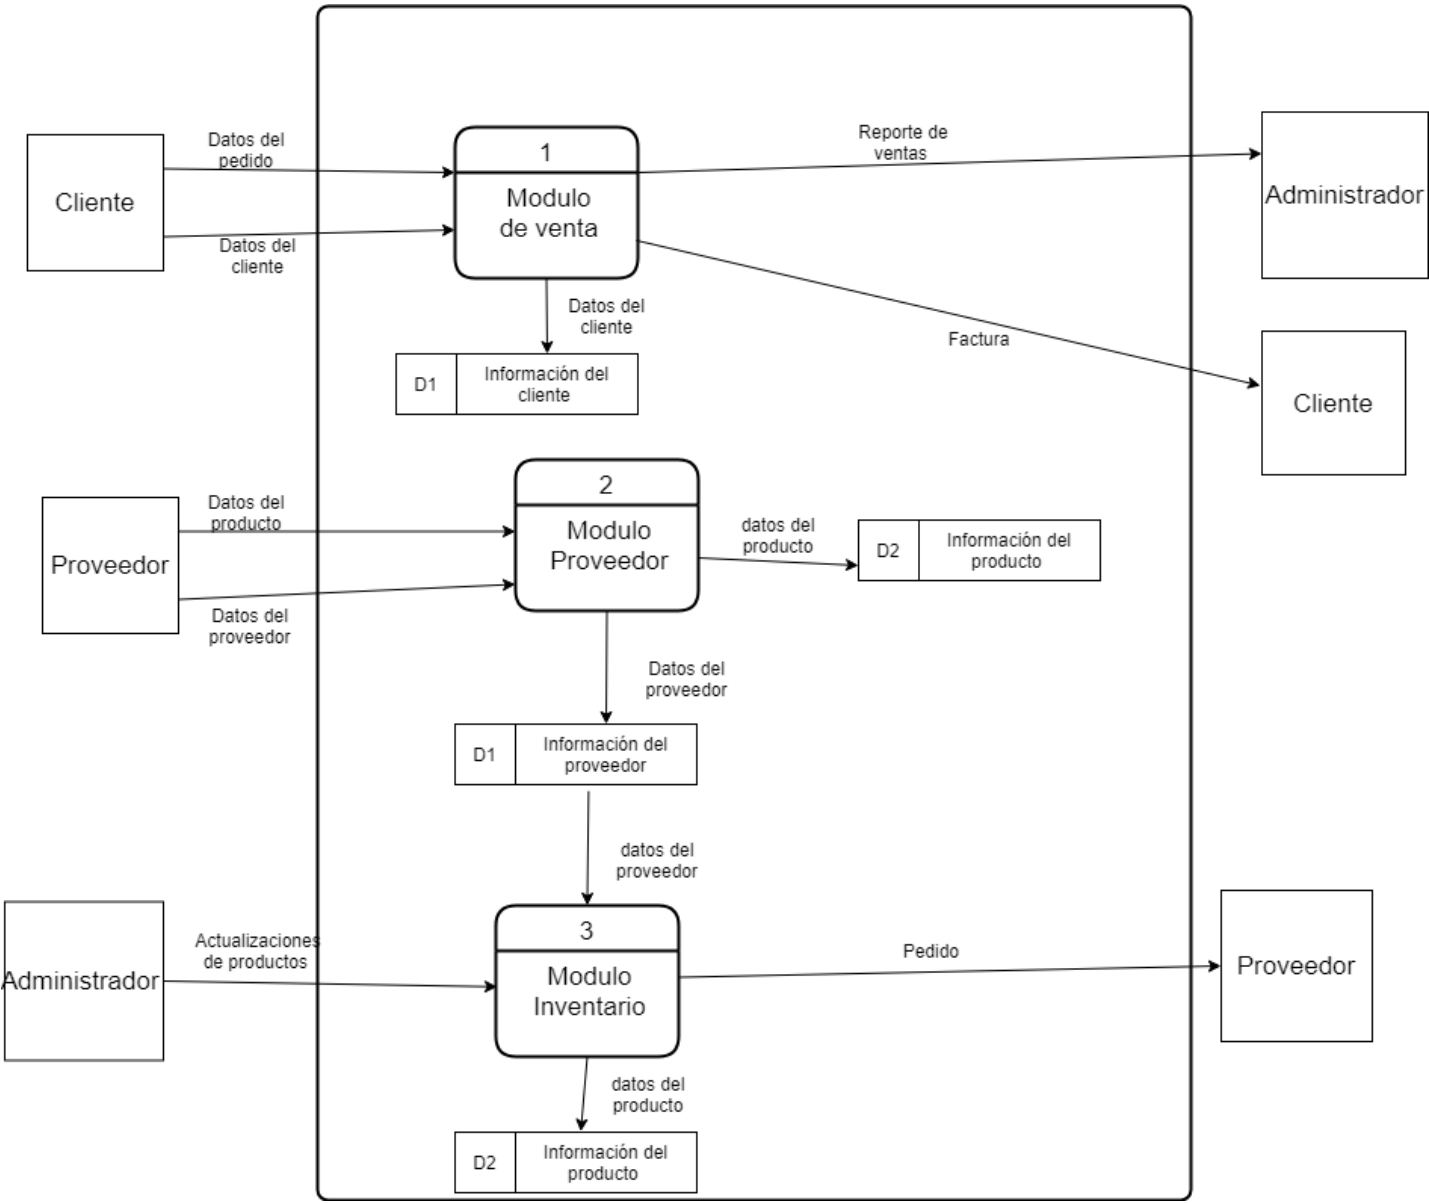 Datos del
pedido
Cliente
Datos del
cliente
1
Modulo
de venta
Reporte de
ventas
Administrador
Datos del
cliente
Factura
Cliente
D1
Información del
cliente
Datos del
producto
Proveedor
Datos del
proveedor
2
Modulo
Proveedor
datos del
producto
D2
Información del
producto
Datos del
proveedor
D1
Información del
proveedor
datos del
proveedor
Administrador
Actualizaciones
de productos
3
Modulo
Inventario
Pedido
Proveedor
datos del
producto
D2
Información del
producto